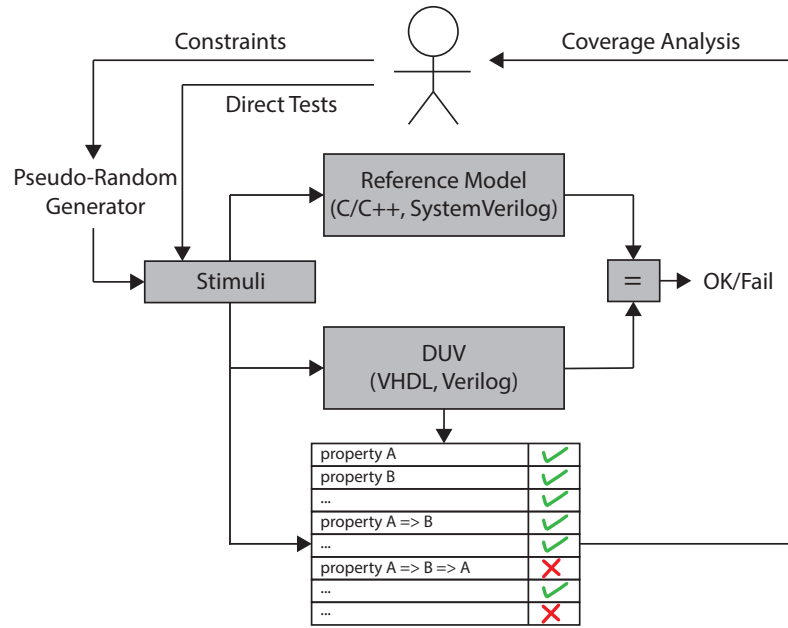 Constraints
Coverage Analysis
Direct Tests
Pseudo-Random
Generator
Reference Model
(C/C++, SystemVerilog)
Stimuli
=
OK/Fail
DUV
(VHDL, Verilog)
property A
property B
...
property A => B
...
property A => B => A
...
...